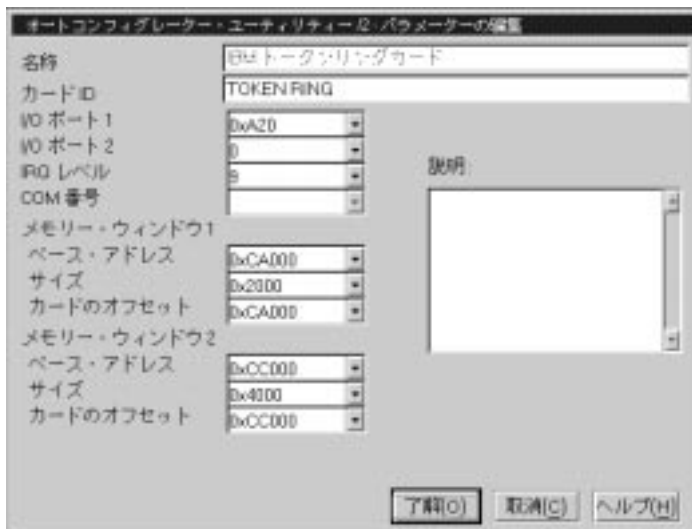 オートコンフィグレーター・ユーティリティー/2:パラメーターの編集
名称 IBMトークンリングカード
カードID TOKEN RING
I/O ポート1 0xA20
I/O ポート2 0
IRQ レベル 9
COM 番号
説明:
メモリー・ウィンドウ1
ベース・アドレス 0xCA000
サイズ 0x2000
カードのオフセット 0xCA000
メモリー・ウィンドウ2
ベース・アドレス 0xCC000
サイズ 0x4000
カードのオフセット 0xCC000
了解(O) 取消(C) ヘルプ(H)